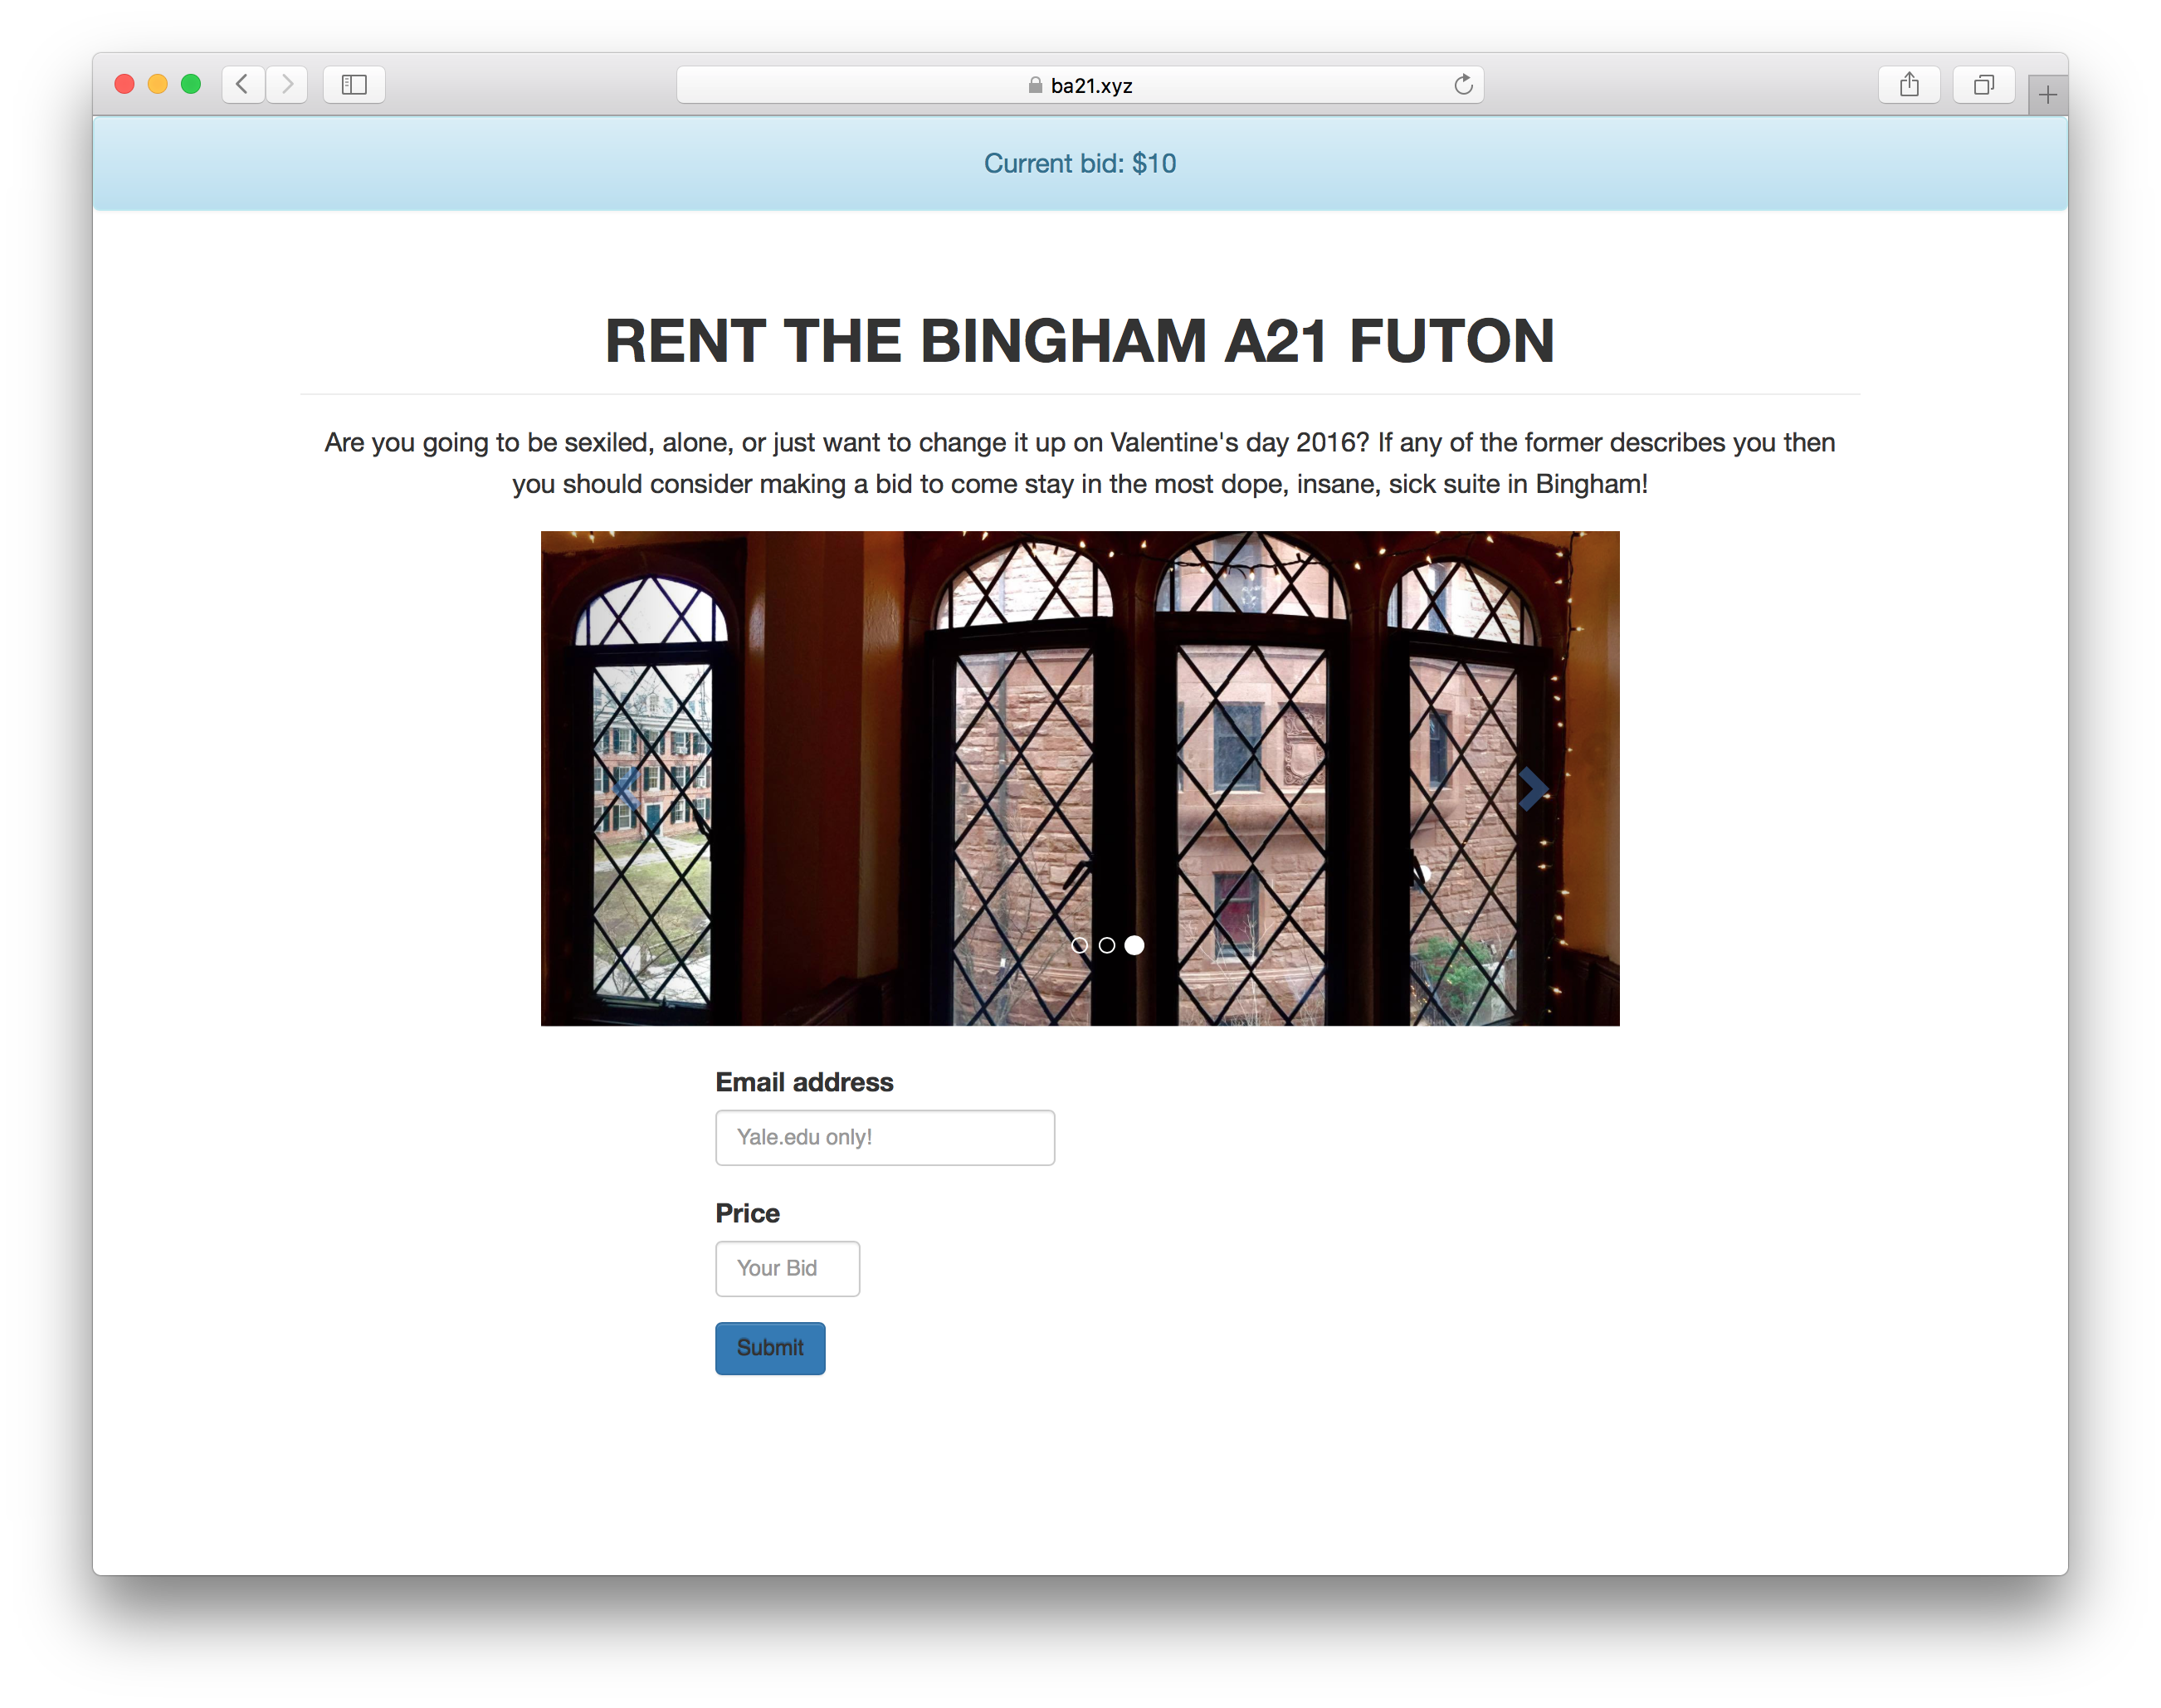 ba21.xyz
Current bid: $10
RENT THE BINGHAM A21 FUTON
Are you going to be sexiled, alone, or just want to change it up on Valentine's day 2016? If any of the former describes you then
you should consider making a bid to come stay in the most dope, insane, sick suite in Bingham!
Email address
Yale.edu only!
Price
Your Bid
Submit